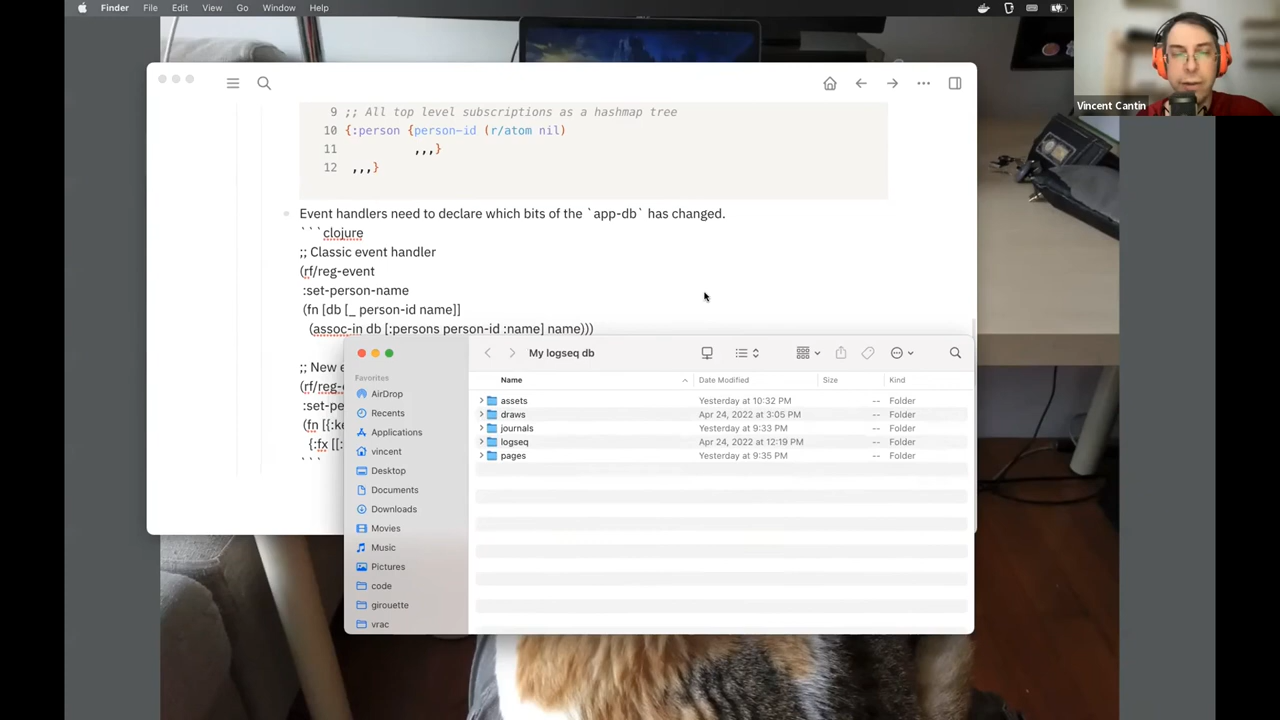 Finder File Edit View Go Window Help
Vincent Cantin
9 ;; All top level subscriptions as a hashmap tree
10 {:person {person-id (r/atom nil)
11 ,,,}
12 ,,,}
Event handlers need to declare which bits of the `app-db` has changed.
```clojure
;; Classic event handler
(rf/reg-event
:set-person-name
(fn [db [_ person-id name]]
(assoc-in db [:persons person-id :name] name)))
;; New e
(rf/reg-
:set-pe
(fn [{:ke
{:fx [[:
```
My logseq db
Favorites
AirDrop
Recents
Applications
vincent
Desktop
Documents
Downloads
Movies
Music
Pictures
code
girouette
vrac
Name Date Modified Size Kind
assets Yesterday at 10:32 PM -- Folder
draws Apr 24, 2022 at 3:05 PM -- Folder
journals Yesterday at 9:33 PM -- Folder
logseq Apr 24, 2022 at 12:19 PM -- Folder
pages Yesterday at 9:35 PM -- Folder